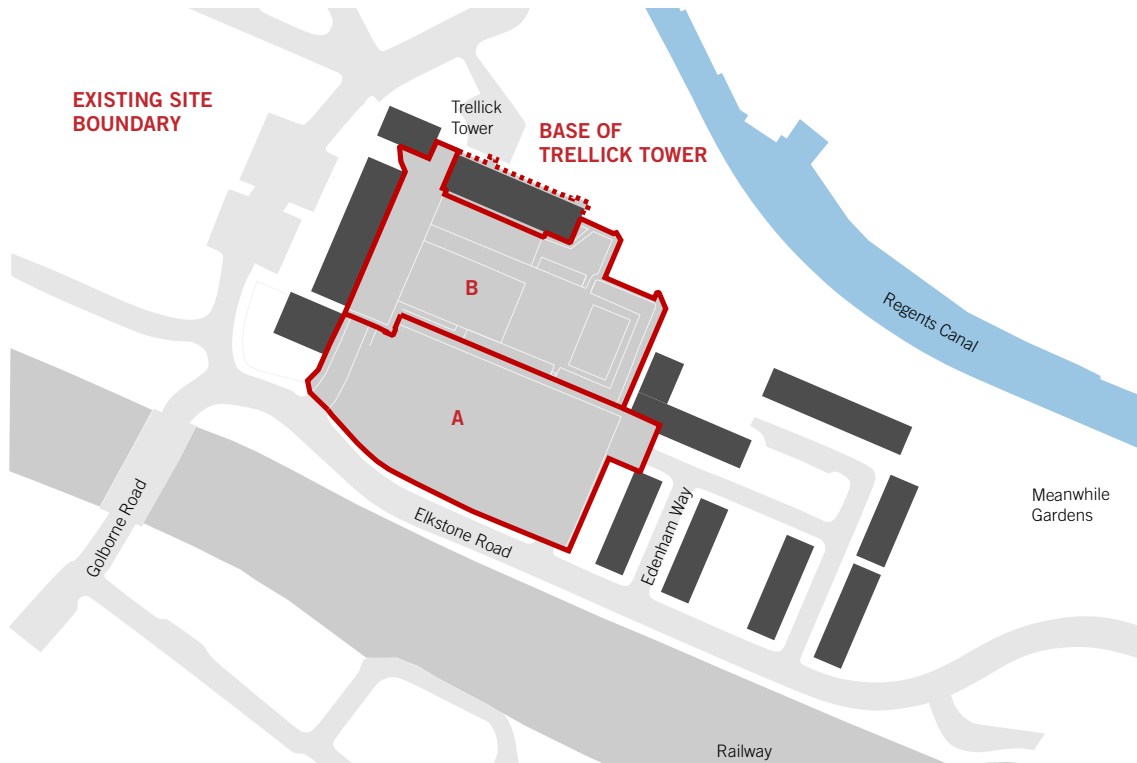 EXISTING SITE
BOUNDARY
Trellick
Tower
BASE OF
TRELLICK TOWER
B
Regents Canal
A
Meanwhile
Gardens
Golborne Road
Elkstone Road
Edenham Way
Railway